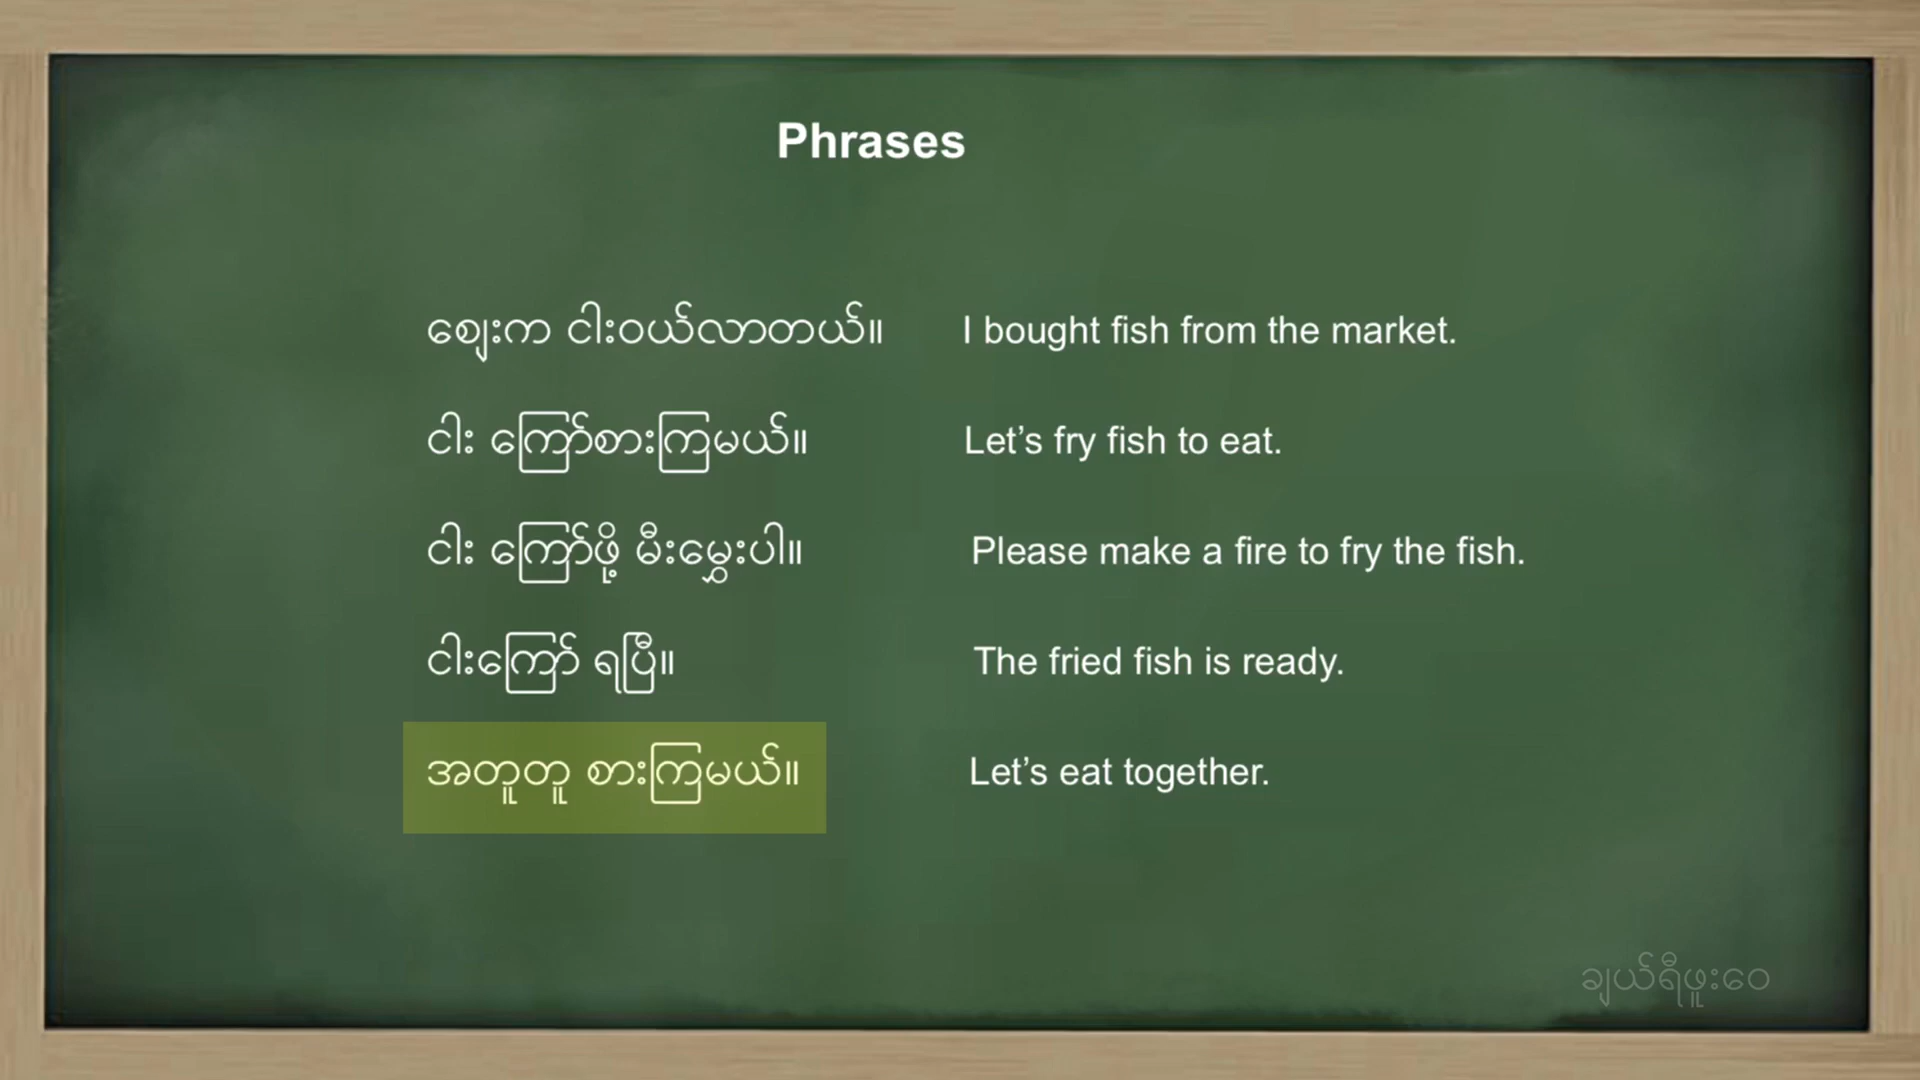 Phrases
ဈေးက ငါးဝယ်လာတယ်။ I bought fish from the market.
ငါး ကြော်စားကြမယ်။ Let’s fry fish to eat.
ငါး ကြော်ဖို့ မီးမွှေးပါ။ Please make a fire to fry the fish.
ငါးကြော် ရပြီ။ The fried fish is ready.
အတူတူ စားကြမယ်။ Let’s eat together.
ချယ်ရီဖူးဝေ